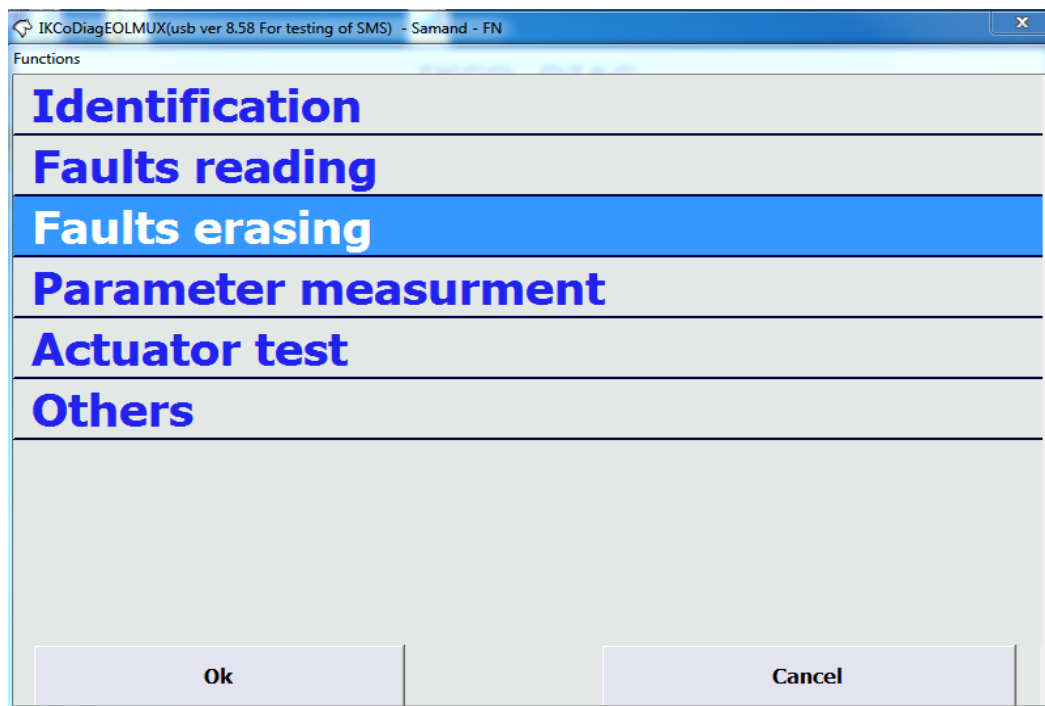 IKCoDiagEOLMUX(usb ver 8.58 For testing of SMS) - Samand - FN
Functions
Identification
Faults reading
Faults erasing
Parameter measurment
Actuator test
Others
Ok Cancel